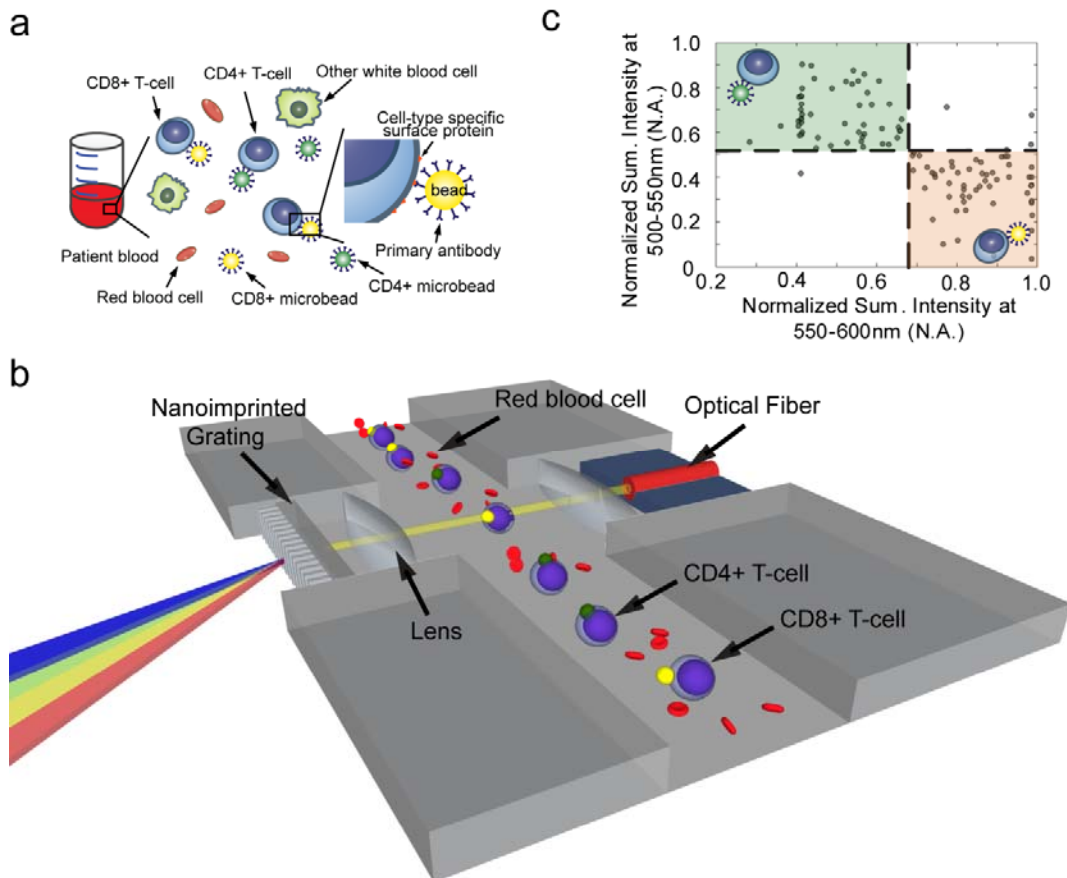 a
CD8+ T-cell
CD4+ T-cell
Other white blood cell
Cell-type specific
surface protein
bead
Patient blood
Primary antibody
Red blood cell
CD8+ microbead
CD4+ microbead
c
Normalized Sum. Intensity at
500-550nm (N.A.)
1.0
0.8
0.6
0.4
0.2
0
0.2
0.4
0.6
0.8
1.0
Normalized Sum. Intensity at
550-600nm (N.A.)
b
Nanoimprinted
Grating
Red blood cell
Optical Fiber
Lens
CD4+ T-cell
CD8+ T-cell